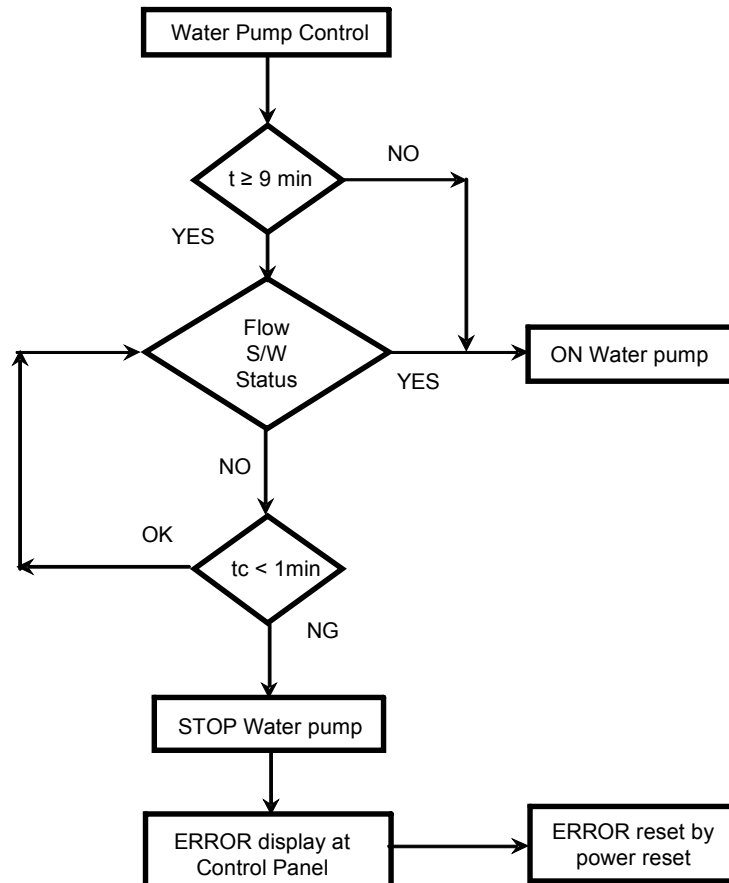 Water Pump Control
t ≥ 9 min
NO
YES
Flow
S/W
Status
YES
ON Water pump
NO
OK
tc < 1min
NG
STOP Water pump
ERROR display at
Control Panel
ERROR reset by
power reset